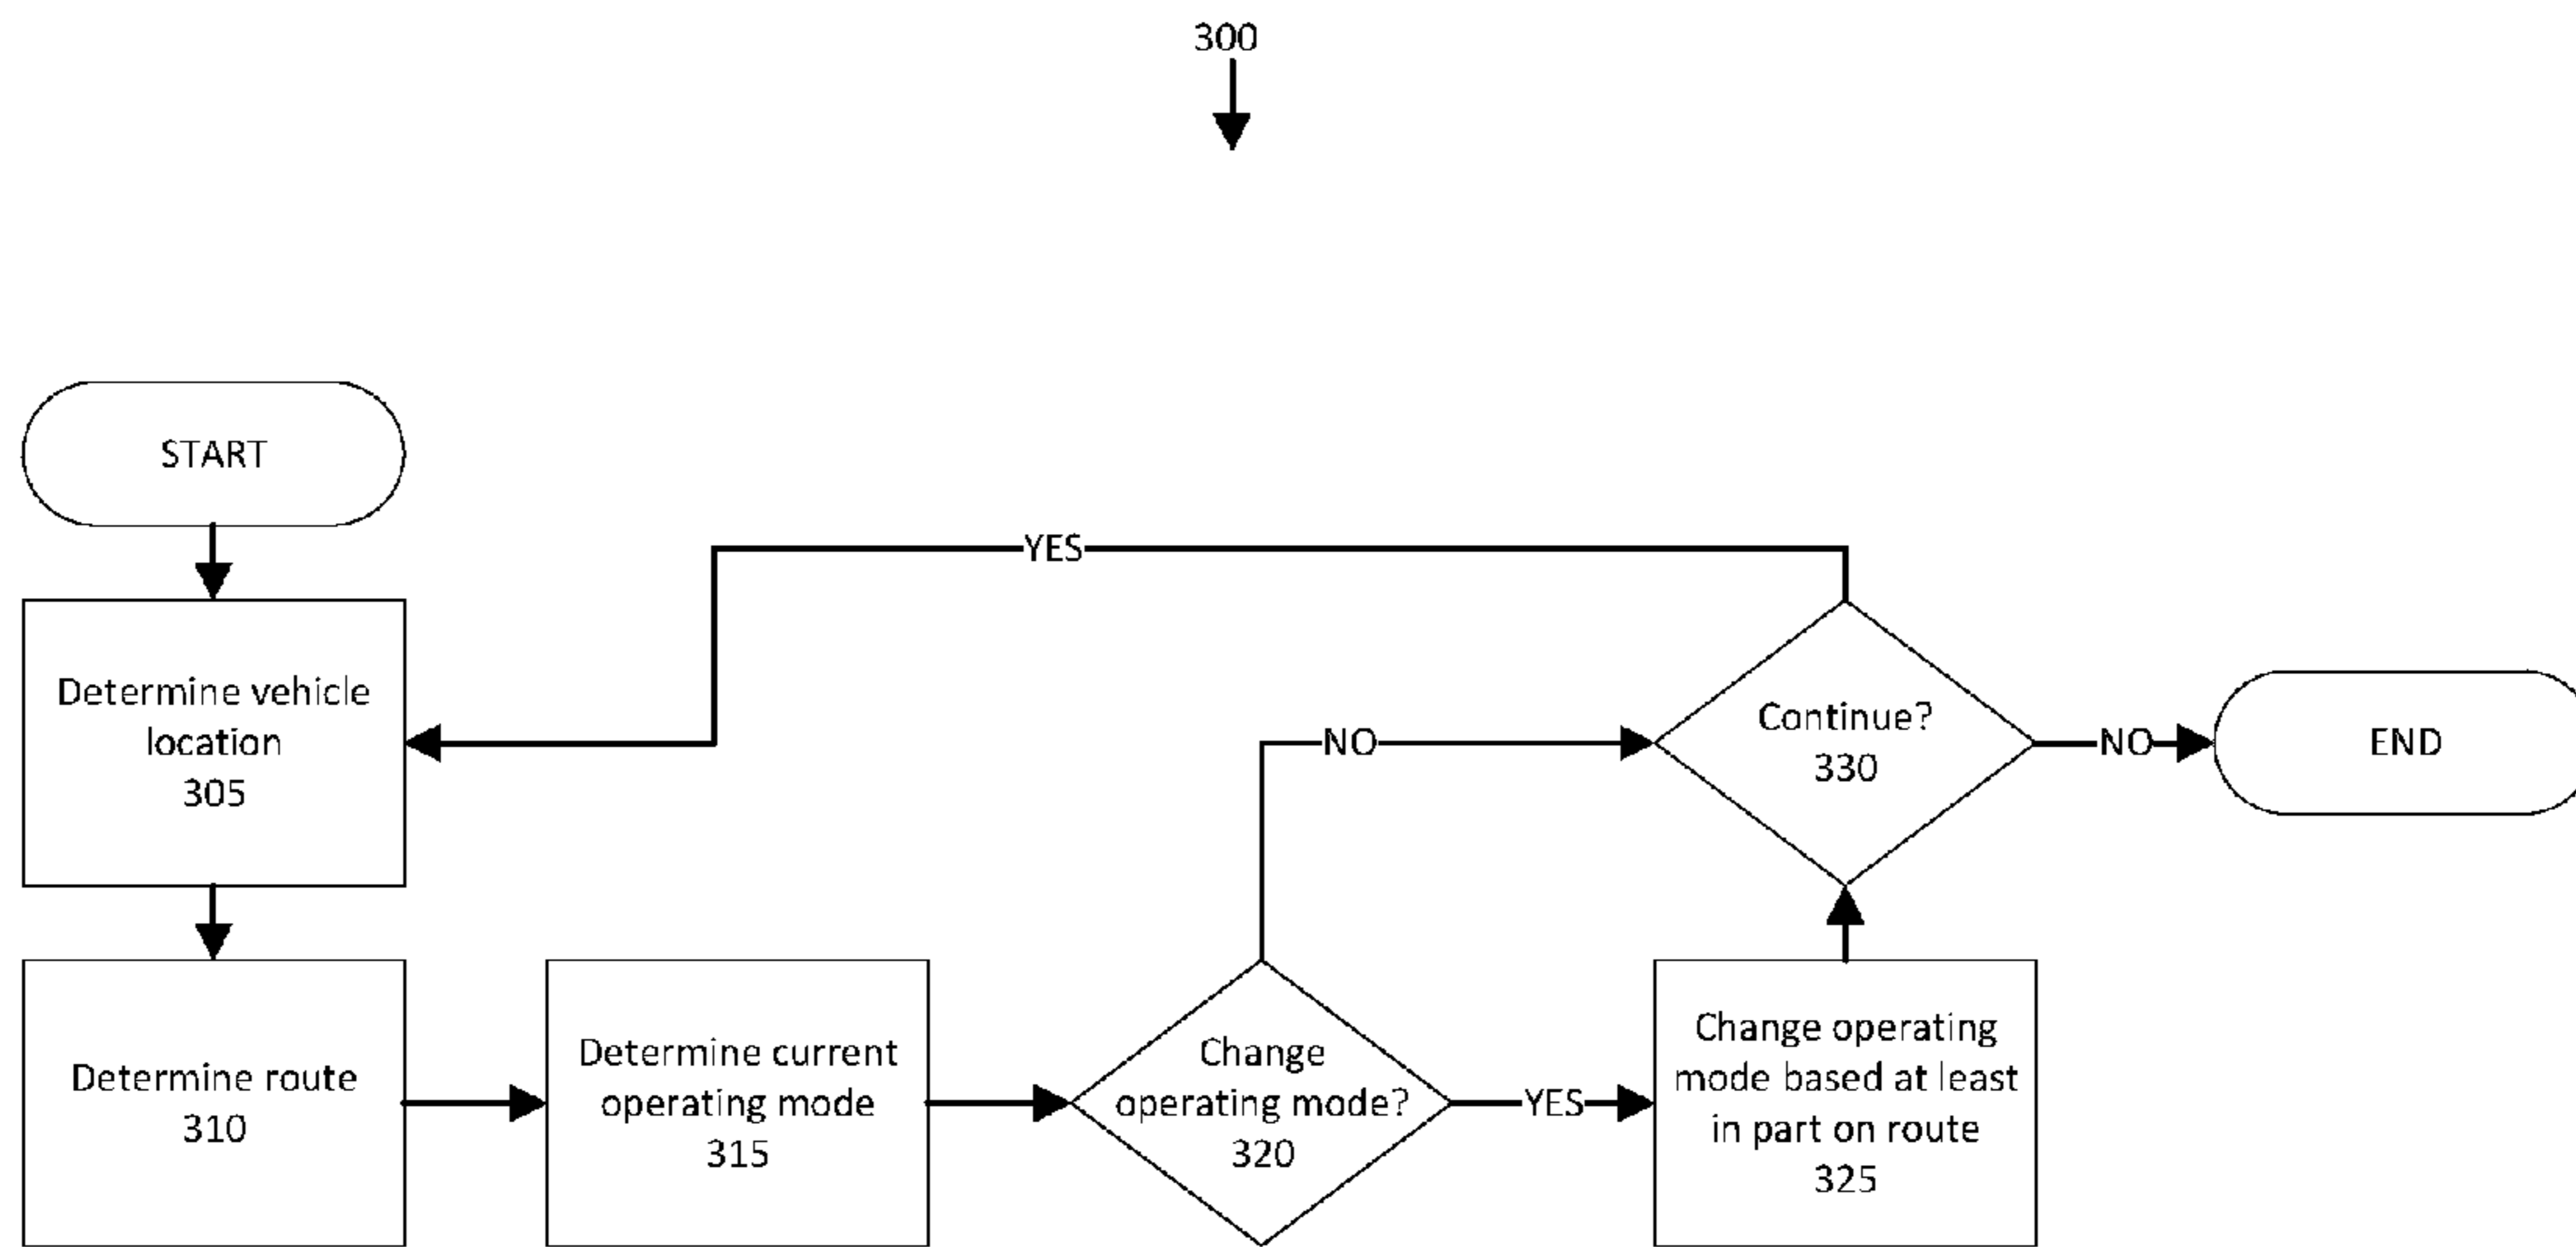 300
START
YES
Determine vehicle
location
305
NO
Continue?
330
NO
END
Determine route
310
Determine current
operating mode
315
Change
operating mode?
320
YES
Change operating
mode based at least
in part on route
325